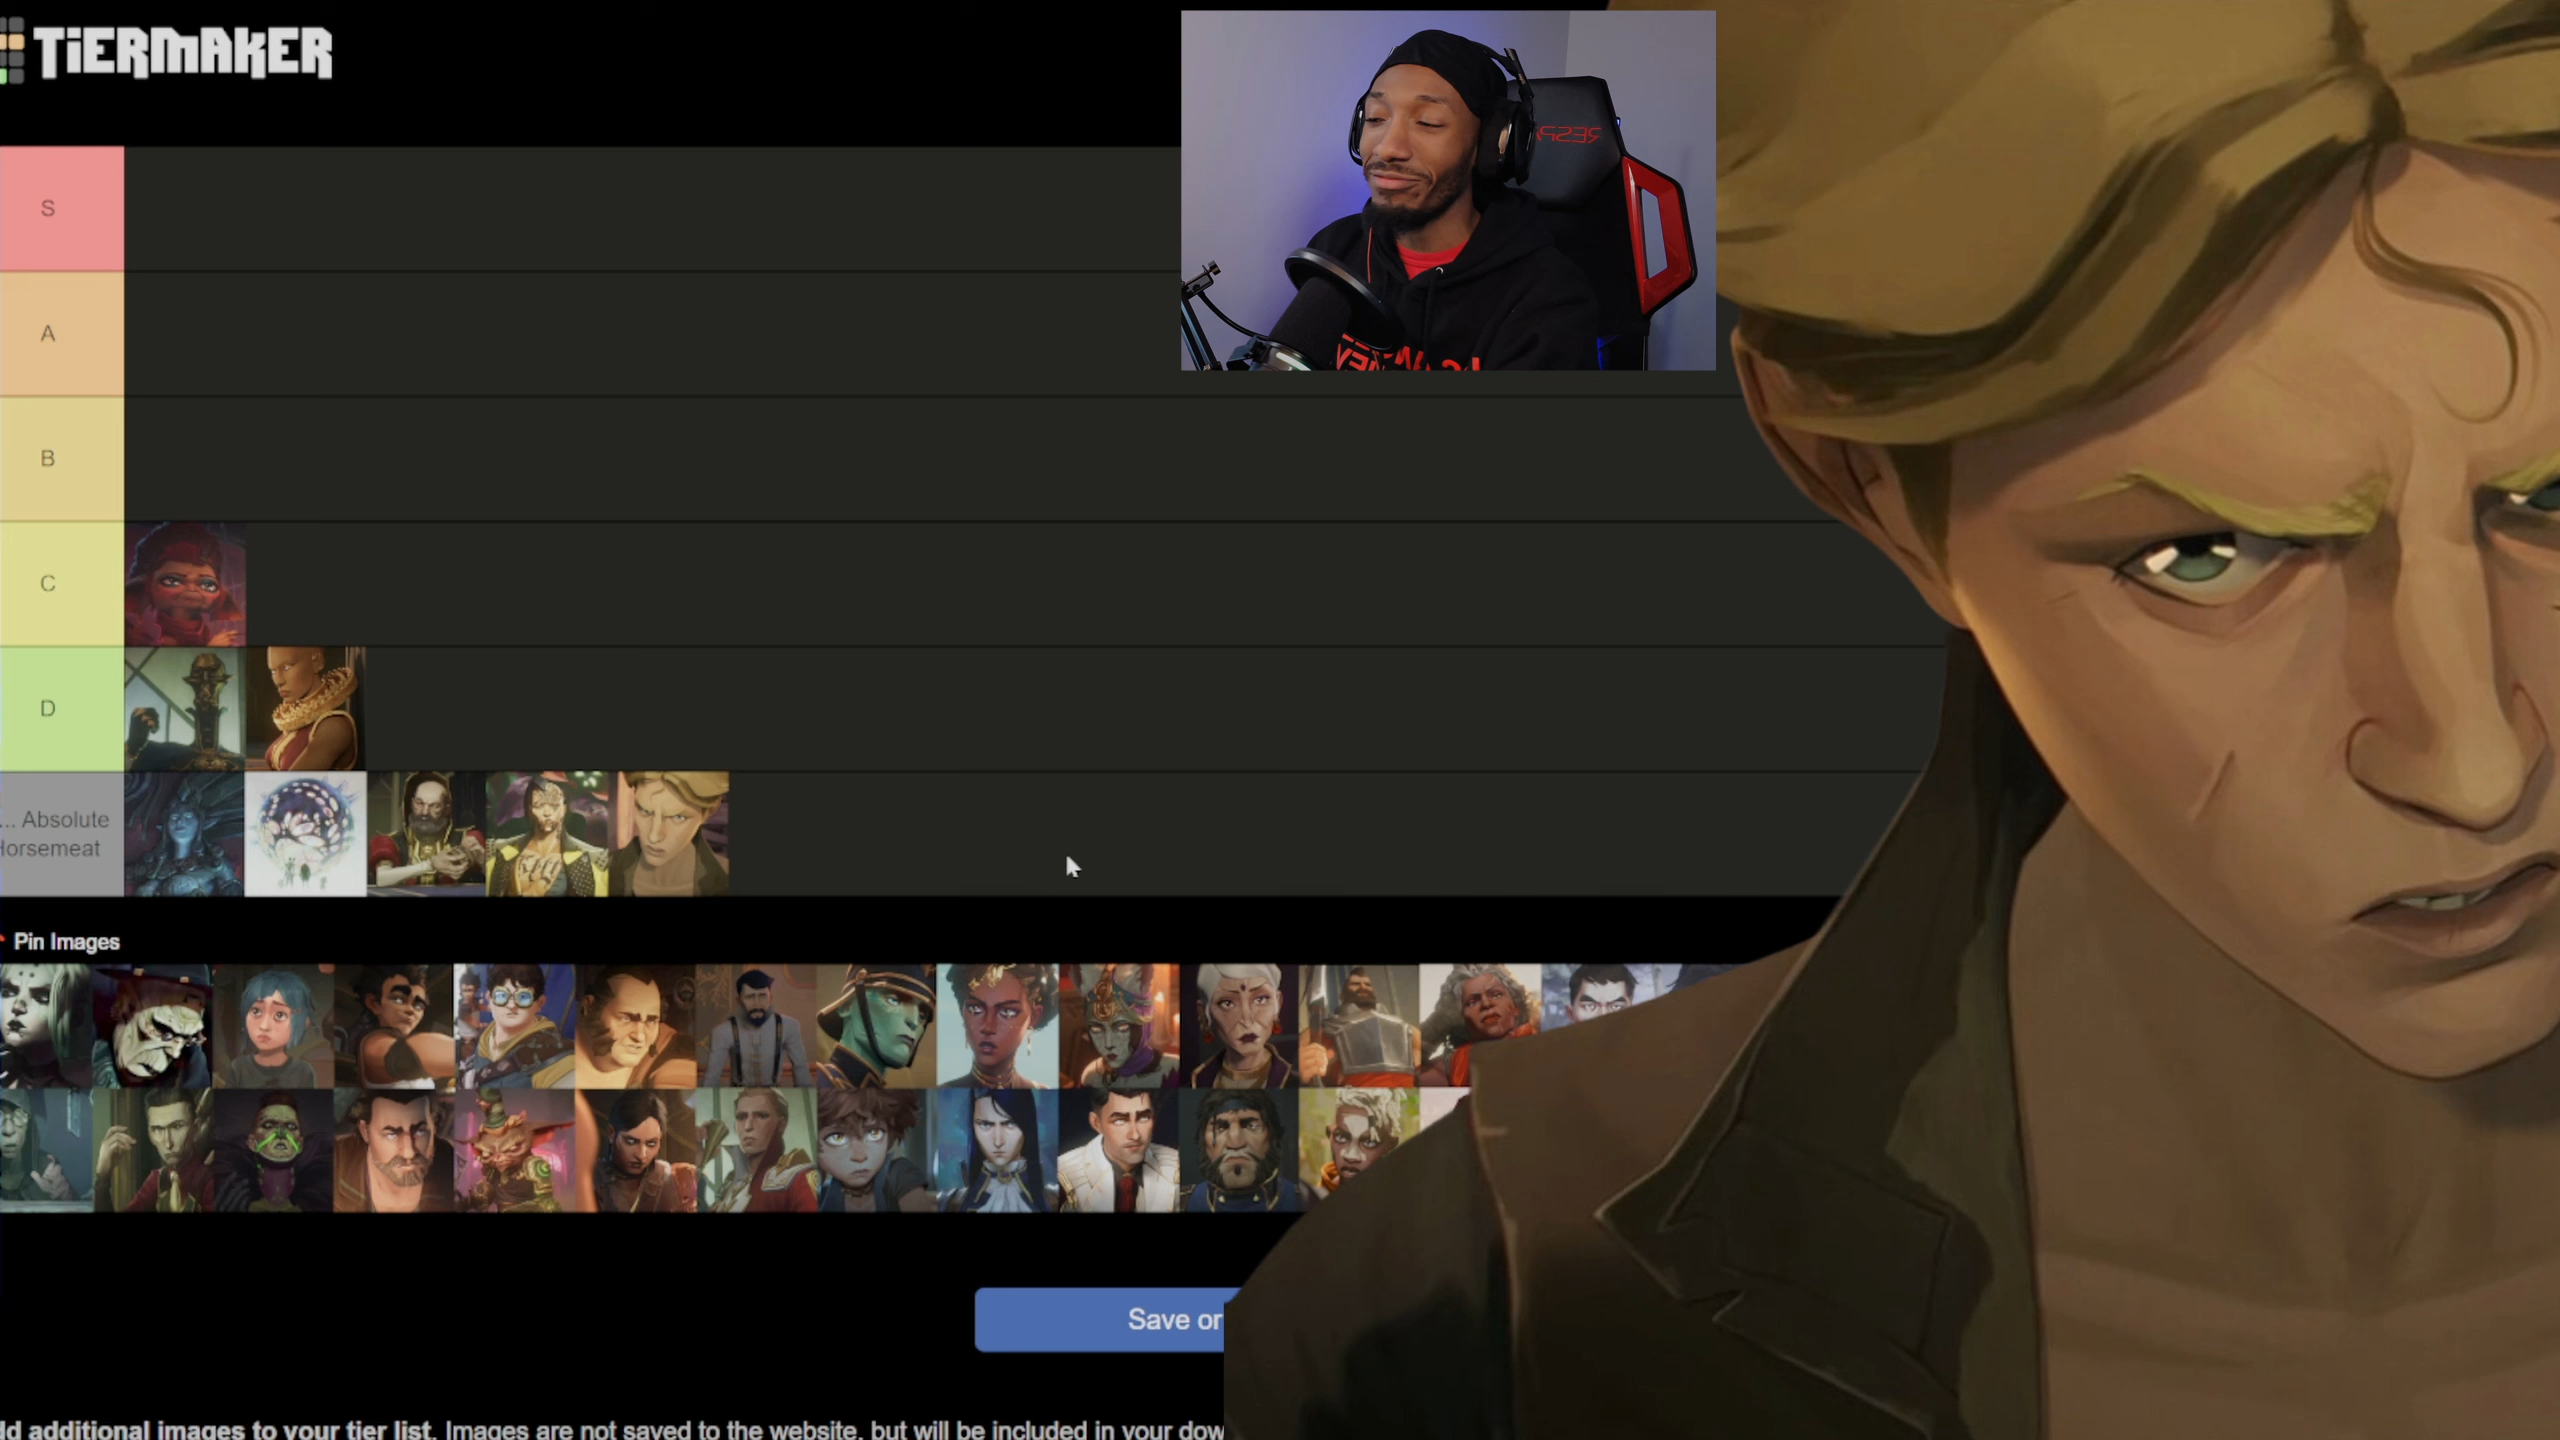 TiERMAKER
S
A
B
C
D
... Absolute
Horsemeat
Pin Images
Save or
dd additional images to your tier list. Images are not saved to the website, but will be included in your dow